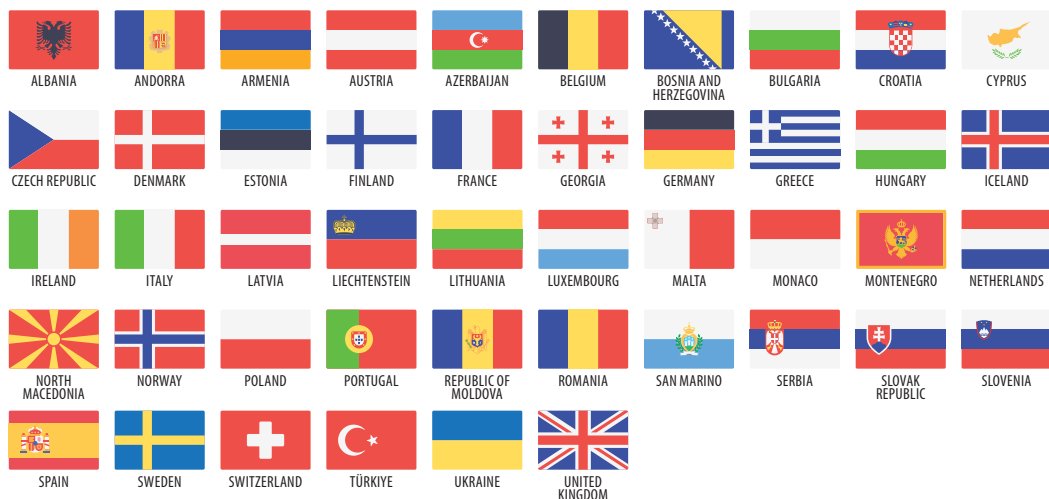 ALBANIA
ANDORRA
ARMENIA
AUSTRIA
AZERBAIJAN
BELGIUM
BOSNIA AND
HERZEGOVINA
BULGARIA
CROATIA
CYPRUS
CZECH REPUBLIC
DENMARK
ESTONIA
FINLAND
FRANCE
GEORGIA
GERMANY
GREECE
HUNGARY
ICELAND
IRELAND
ITALY
LATVIA
LIECHTENSTEIN
LITHUANIA
LUXEMBOURG
MALTA
MONACO
MONTENEGRO
NETHERLANDS
NORTH
MACEDONIA
NORWAY
POLAND
PORTUGAL
REPUBLIC OF
MOLDOVA
ROMANIA
SAN MARINO
SERBIA
SLOVAK
REPUBLIC
SLOVENIA
SPAIN
SWEDEN
SWITZERLAND
TÜRKIYE
UKRAINE
UNITED
KINGDOM